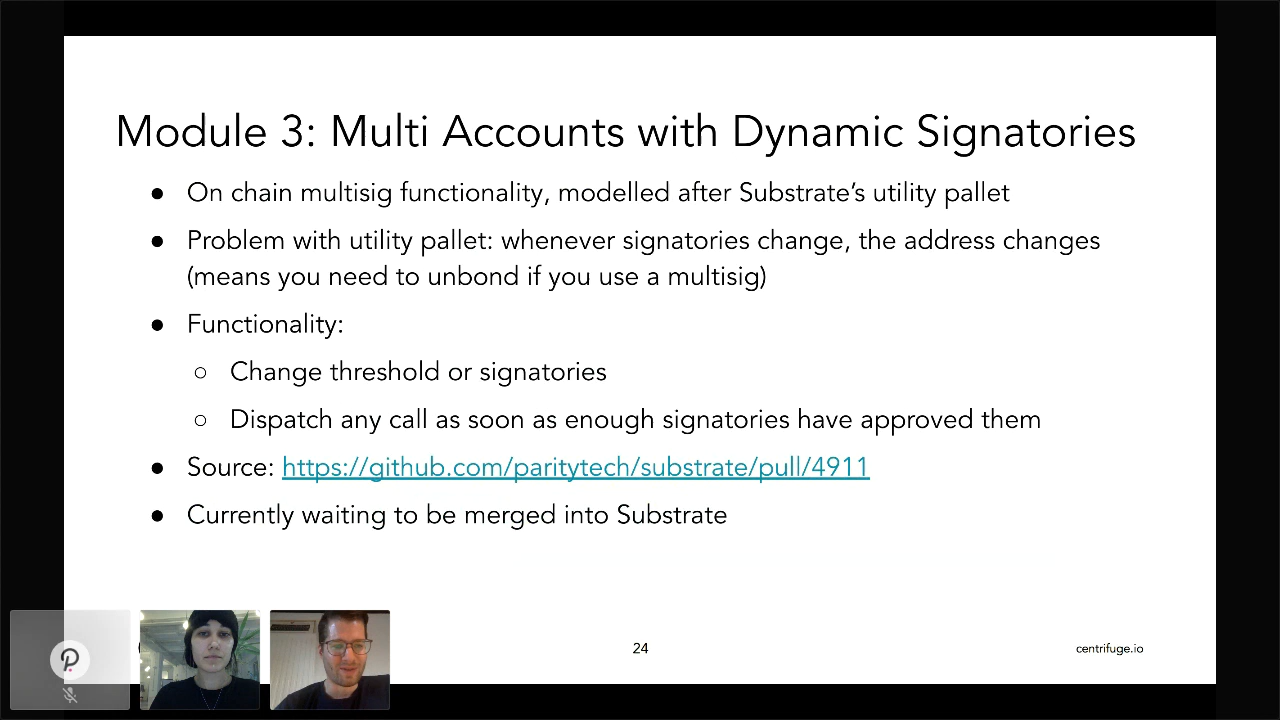 Module 3: Multi Accounts with Dynamic Signatories
● On chain multisig functionality, modelled after Substrate’s utility pallet
● Problem with utility pallet: whenever signatories change, the address changes
(means you need to unbond if you use a multisig)
● Functionality:
○ Change threshold or signatories
○ Dispatch any call as soon as enough signatories have approved them
● Source: https://github.com/paritytech/substrate/pull/4911
● Currently waiting to be merged into Substrate
24
centrifuge.io